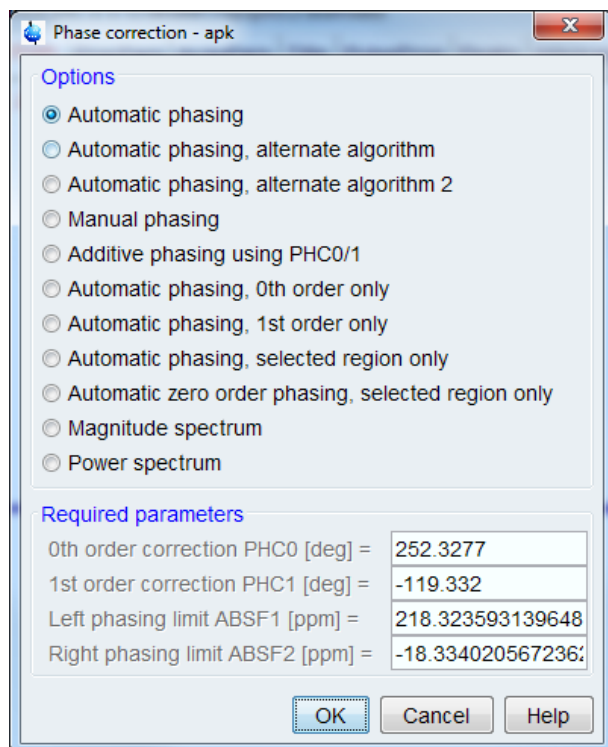 Phase correction - apk
Options
Automatic phasing
Automatic phasing, alternate algorithm
Automatic phasing, alternate algorithm 2
Manual phasing
Additive phasing using PHC0/1
Automatic phasing, 0th order only
Automatic phasing, 1st order only
Automatic phasing, selected region only
Automatic zero order phasing, selected region only
Magnitude spectrum
Power spectrum
Required parameters
0th order correction PHC0 [deg] = 252.3277
1st order correction PHC1 [deg] = -119.332
Left phasing limit ABSF1 [ppm] = 218.323593139648
Right phasing limit ABSF2 [ppm] = -18.3340205672362
OK Cancel Help